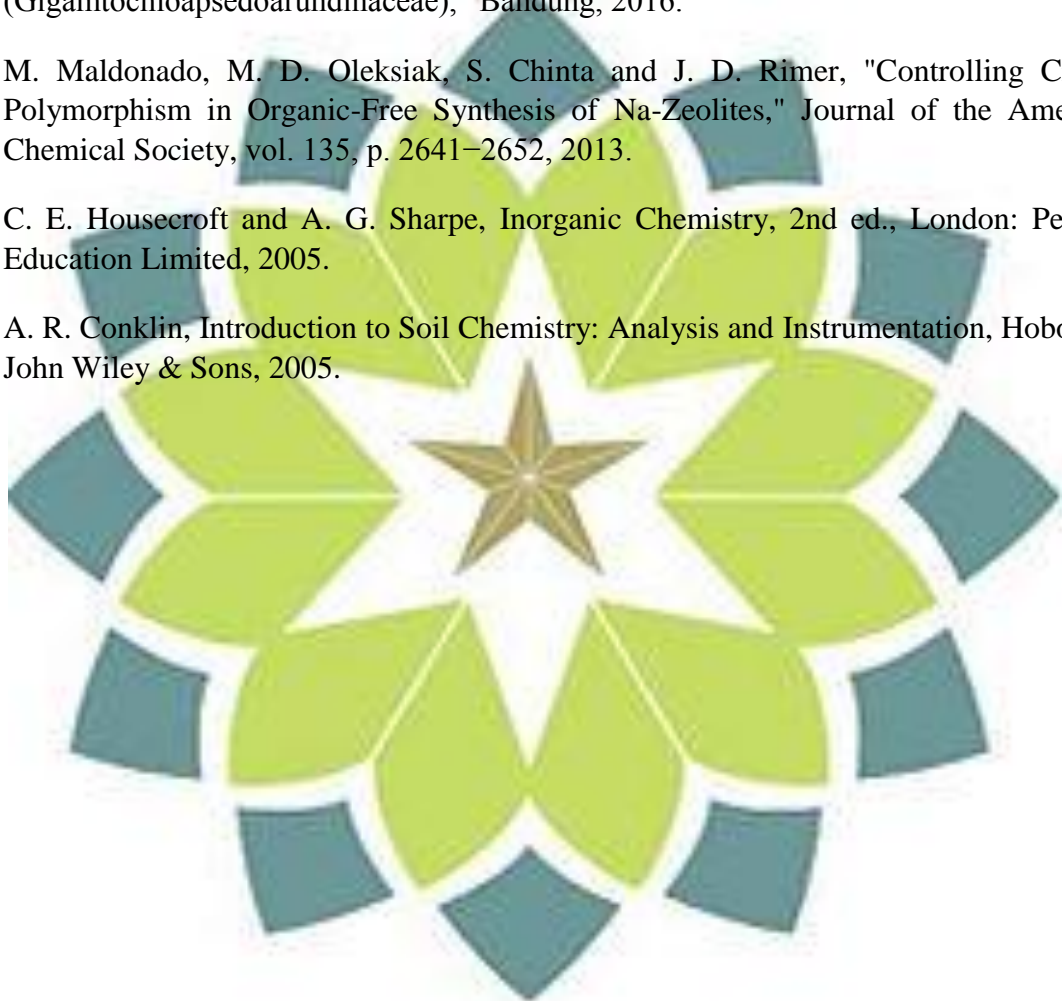 (Gigaintochloapsedoarundinaceae)," Bandung, 2016.
M. Maldonado, M. D. Oleksiak, S. Chinta and J. D. Rimer, "Controlling C
Polymorphism in Organic-Free Synthesis of Na-Zeolites," Journal of the Ame
Chemical Society, vol. 135, p. 2641−2652, 2013.
C. E. Housecroft and A. G. Sharpe, Inorganic Chemistry, 2nd ed., London: Pe
Education Limited, 2005.
A. R. Conklin, Introduction to Soil Chemistry: Analysis and Instrumentation, Hobo
John Wiley & Sons, 2005.